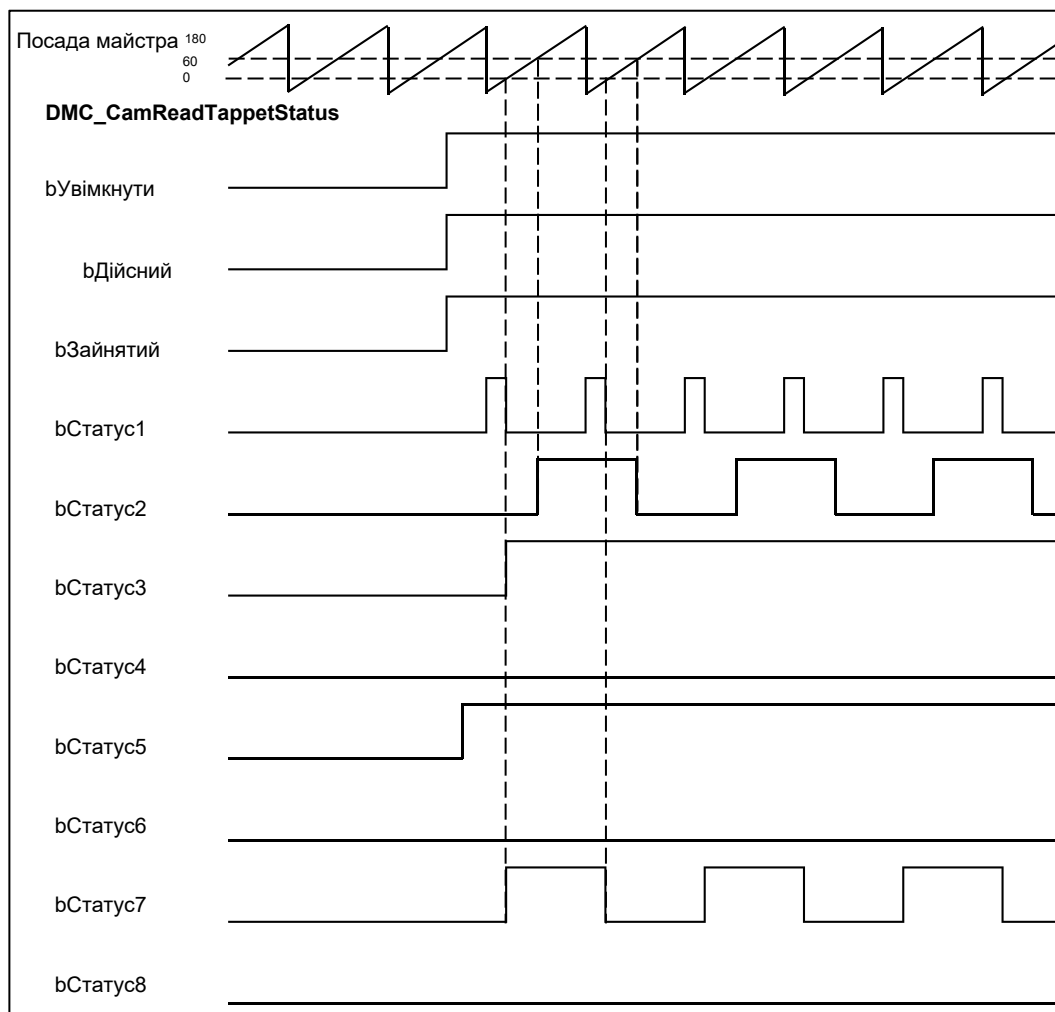 Посада майстра 180
60
0
DMC_CamReadTappetStatus
bУвімкнути
bДійсний
bЗайнятий
bСтатус1
bСтатус2
bСтатус3
bСтатус4
bСтатус5
bСтатус6
bСтатус7
bСтатус8